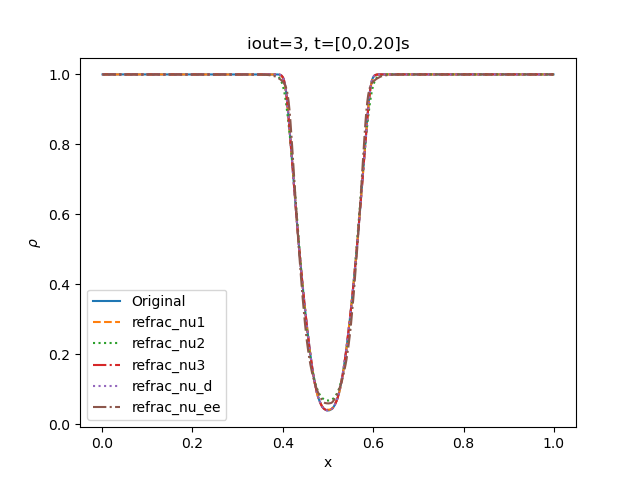 iout=3, t=[0,0.20]s
ρ
1.0
0.8
0.6
0.4
0.2
0.0
Original
refrac_nu1
refrac_nu2
refrac_nu3
refrac_nu_d
refrac_nu_ee
0.0 0.2 0.4 0.6 0.8 1.0
x